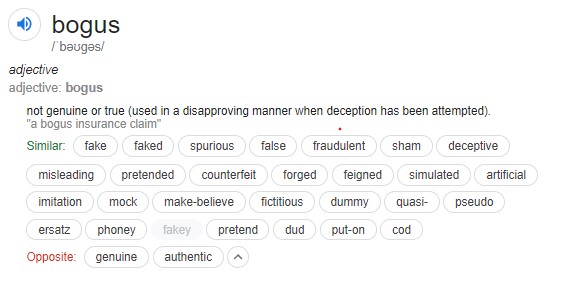 bogus
/ˈbəʊɡəs/
adjective
adjective: bogus
not genuine or true (used in a disapproving manner when deception has been attempted).
"a bogus insurance claim"
Similar: fake faked spurious false fraudulent sham deceptive
misleading pretended counterfeit forged feigned simulated artificial
imitation mock make-believe fictitious dummy quasi- pseudo
ersatz phoney fakey pretend dud put-on cod
Opposite: genuine authentic